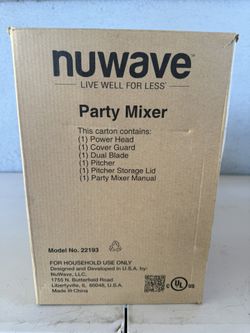 nuwave
LIVE WELL FOR LESS
Party Mixer
This carton contains:
(1) Power Head
(1) Cover Guard
(1) Dual Blade
(1) Pitcher
(1) Pitcher Storage Lid
(1) Party Mixer Manual
Model No. 22193
FOR HOUSEHOLD USE ONLY
Designed and Developed in U.S.A. by:
NuWave, LLC.
1755 N. Butterfield Road
Libertyville, IL 60048, U.S.A.
Made In China
UL